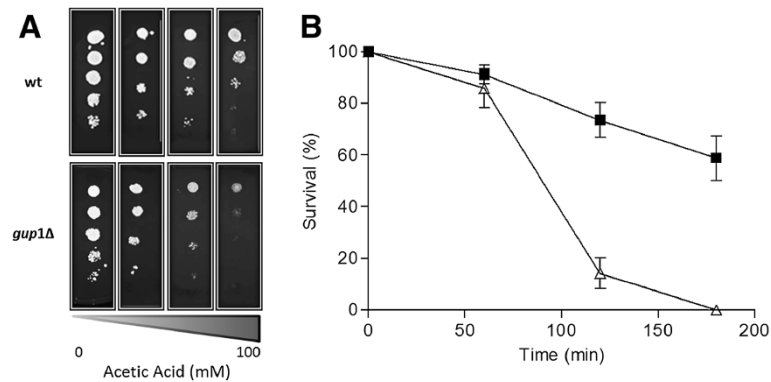 A
wt
gup1Δ
0
100
Acetic Acid (mM)
B
100
80
60
40
20
0
Survival (%)
0
50
100
150
200
Time (min)